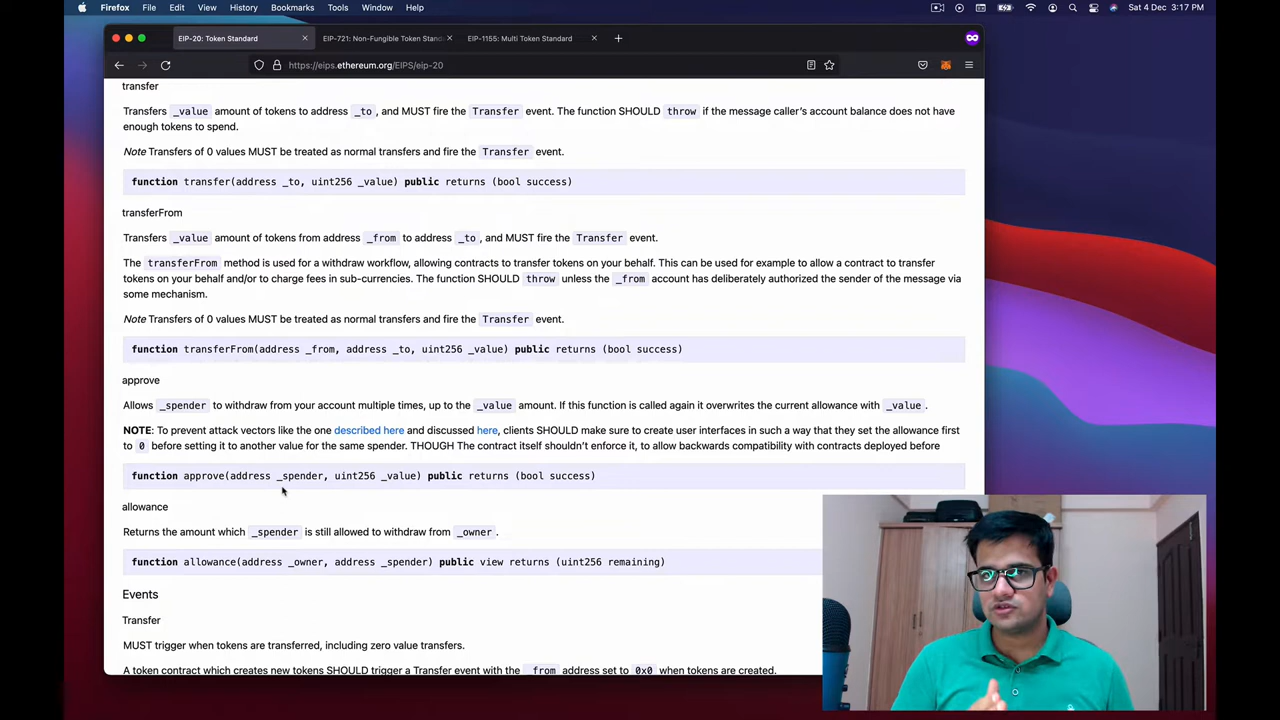 Firefox File Edit View History Bookmarks Tools Window Help Sat 4 Dec 3:17 PM
EIP-20: Token Standard EIP-721: Non-Fungible Token Stand EIP-1155: Multi Token Standard
https://eips.ethereum.org/EIPS/eip-20
transfer
Transfers _value amount of tokens to address _to, and MUST fire the Transfer event. The function SHOULD throw if the message caller's account balance does not have
enough tokens to spend.
Note Transfers of 0 values MUST be treated as normal transfers and fire the Transfer event.
function transfer(address _to, uint256 _value) public returns (bool success)
transferFrom
Transfers _value amount of tokens from address _from to address _to, and MUST fire the Transfer event.
The transferFrom method is used for a withdraw workflow, allowing contracts to transfer tokens on your behalf. This can be used for example to allow a contract to transfer
tokens on your behalf and/or to charge fees in sub-currencies. The function SHOULD throw unless the _from account has deliberately authorized the sender of the message via
some mechanism.
Note Transfers of 0 values MUST be treated as normal transfers and fire the Transfer event.
function transferFrom(address _from, address _to, uint256 _value) public returns (bool success)
approve
Allows _spender to withdraw from your account multiple times, up to the _value amount. If this function is called again it overwrites the current allowance with _value.
NOTE: To prevent attack vectors like the one described here and discussed here, clients SHOULD make sure to create user interfaces in such a way that they set the allowance first
to 0 before setting it to another value for the same spender. THOUGH The contract itself shouldn't enforce it, to allow backwards compatibility with contracts deployed before
function approve(address _spender, uint256 _value) public returns (bool success)
allowance
Returns the amount which _spender is still allowed to withdraw from _owner.
function allowance(address _owner, address _spender) public view returns (uint256 remaining)
Events
Transfer
MUST trigger when tokens are transferred, including zero value transfers.
A token contract which creates new tokens SHOULD trigger a Transfer event with the _from address set to 0x0 when tokens are created.